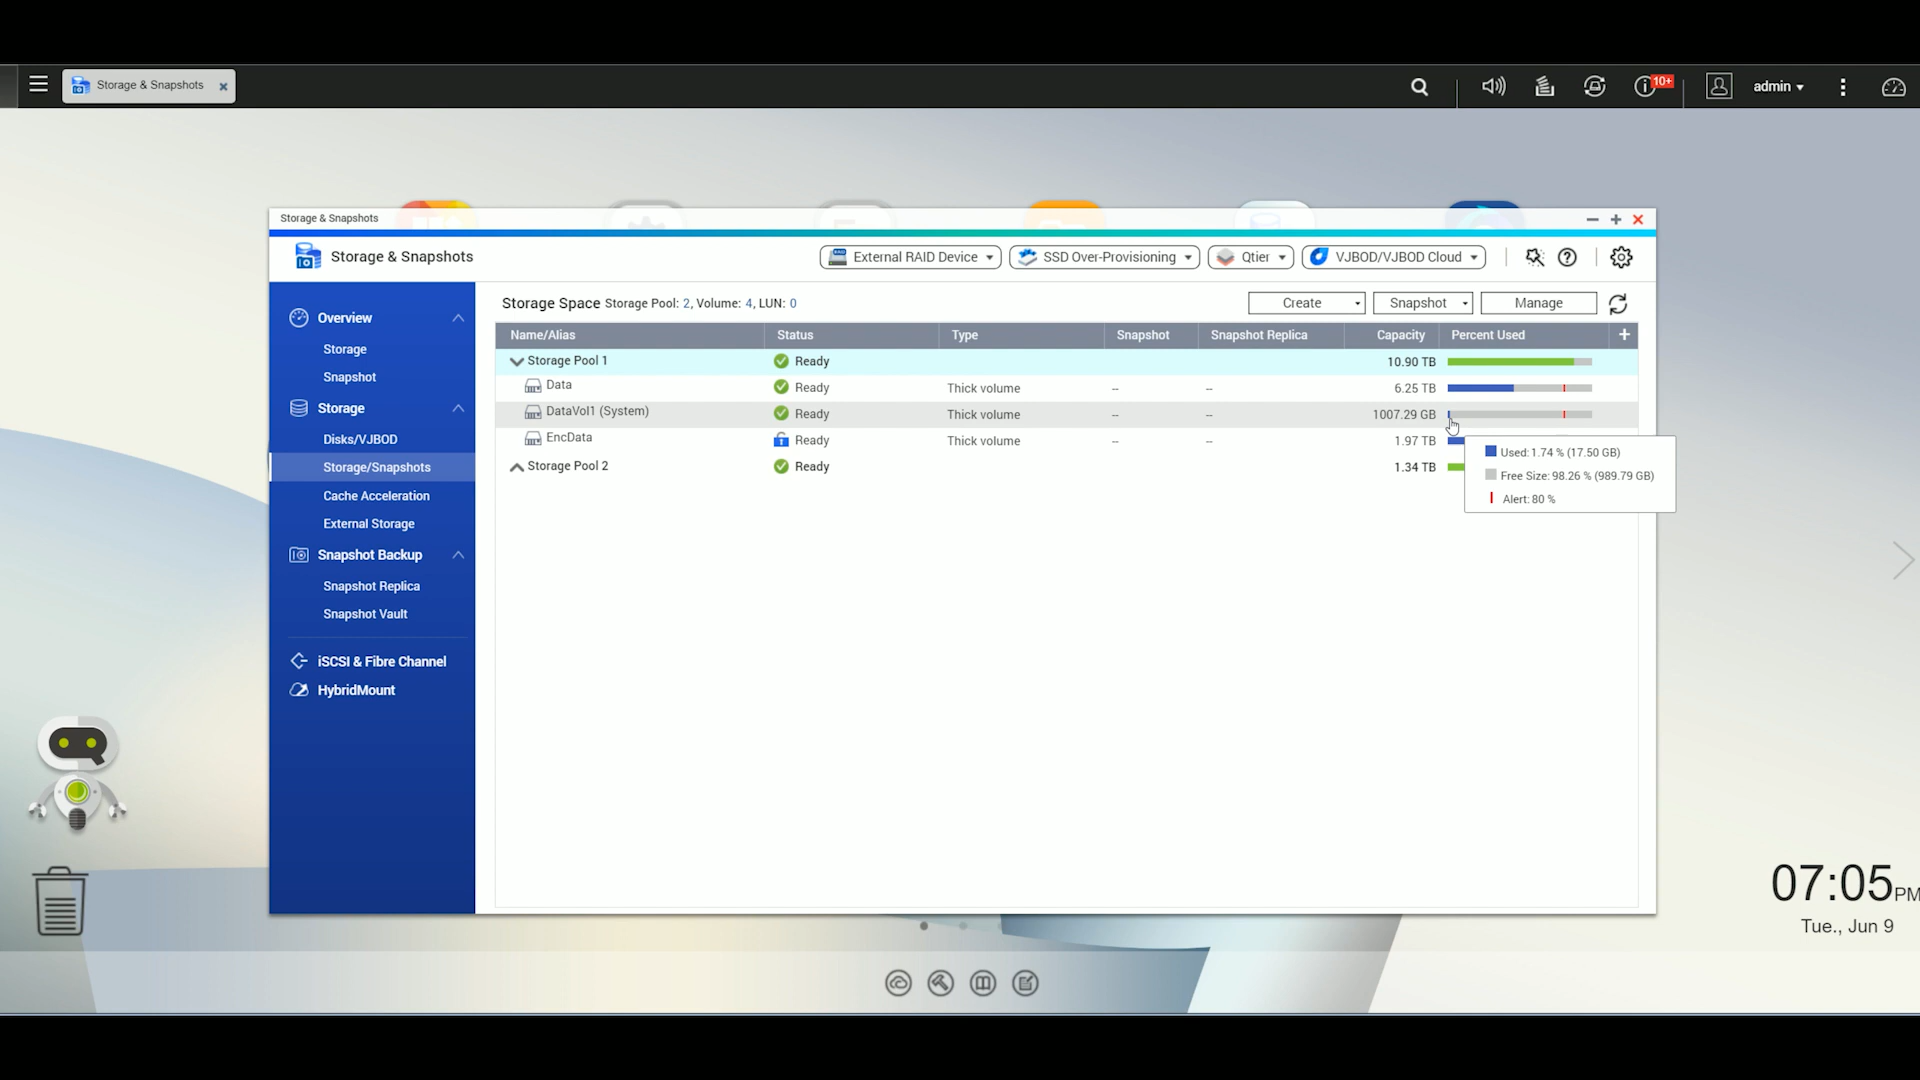 Storage & Snapshots
10+
admin
Storage & Snapshots
Storage & Snapshots
External RAID Device
SSD Over-Provisioning
Qtier
VJBOD/VJBOD Cloud
Overview
Storage
Snapshot
Storage
Disks/VJBOD
Storage/Snapshots
Cache Acceleration
External Storage
Snapshot Backup
Snapshot Replica
Snapshot Vault
iSCSI & Fibre Channel
HybridMount
Storage Space Storage Pool: 2, Volume: 4, LUN: 0
Create
Snapshot
Manage
Name/Alias Status Type Snapshot Snapshot Replica Capacity Percent Used
Storage Pool 1 Ready 10.90 TB
Data Ready Thick volume -- -- 6.25 TB
DataVol1 (System) Ready Thick volume -- -- 1007.29 GB
EncData Ready Thick volume -- -- 1.97 TB
Storage Pool 2 Ready 1.34 TB
Used: 1.74 % (17.50 GB)
Free Size: 98.26 % (989.79 GB)
Alert: 80 %
07:05 PM
Tue., Jun 9